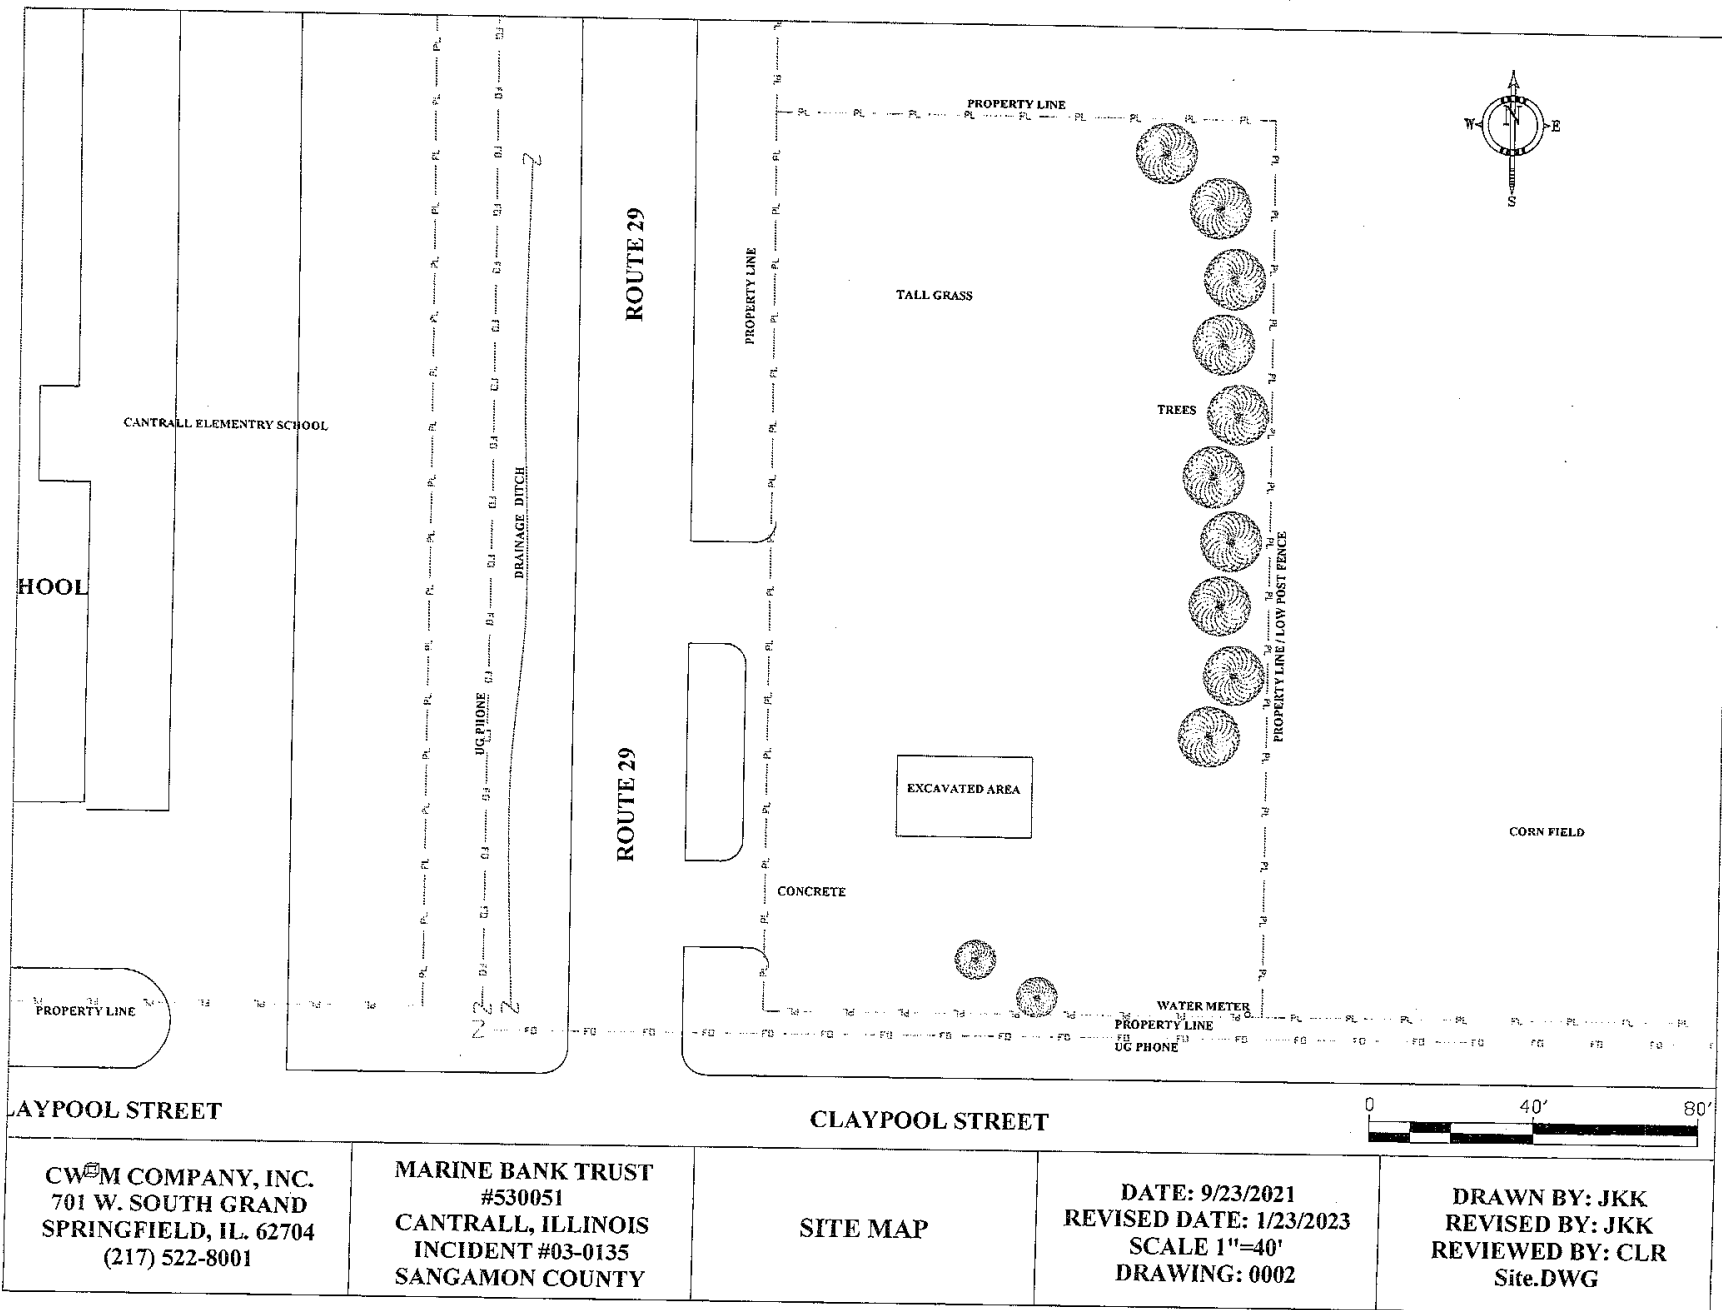 PROPERTY LINE
N
W
E
S
ROUTE 29
PROPERTY LINE
TALL GRASS
TREES
CANTRALL ELEMENTRY SCHOOL
DRAINAGE DITCH
HOOL
PROPERTY LINE/ LOW POST FENCE
UG PHONE
ROUTE 29
EXCAVATED AREA
CORN FIELD
CONCRETE
PROPERTY LINE
WATER METER
PROPERTY LINE
UG PHONE
LAYPOOL STREET
CLAYPOOL STREET
0 40' 80'
CW M COMPANY, INC.
701 W. SOUTH GRAND
SPRINGFIELD, IL. 62704
(217) 522-8001
MARINE BANK TRUST
#530051
CANTRALL, ILLINOIS
INCIDENT #03-0135
SANGAMON COUNTY
SITE MAP
DATE: 9/23/2021
REVISED DATE: 1/23/2023
SCALE 1"=40'
DRAWING: 0002
DRAWN BY: JKK
REVISED BY: JKK
REVIEWED BY: CLR
Site.DWG